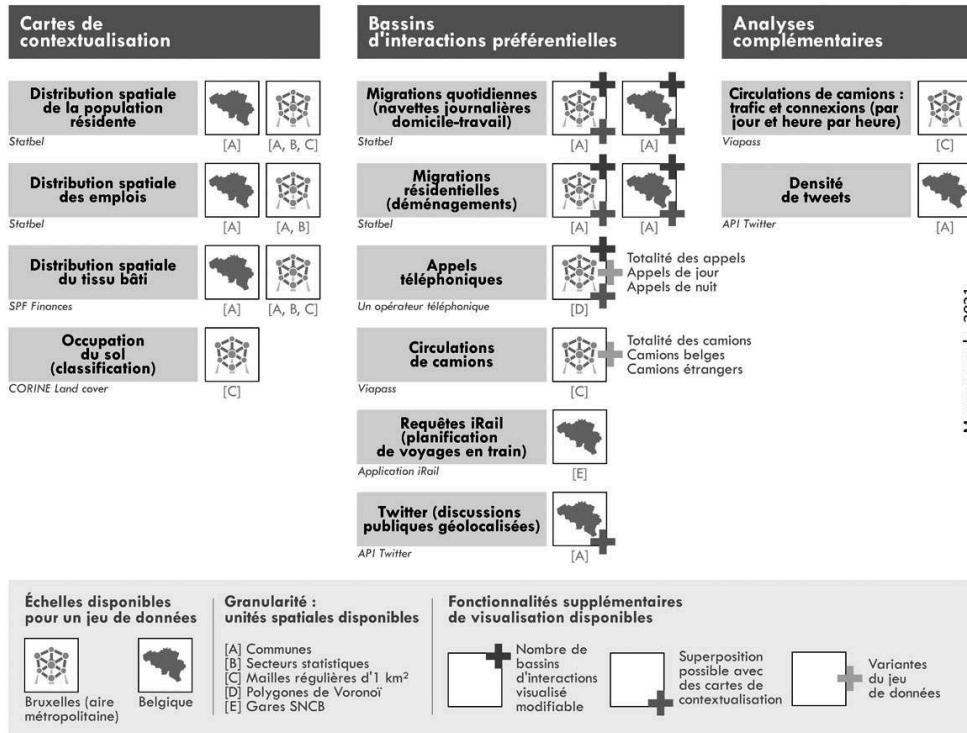 Cartes de
contextualisation
Distribution spatiale
de la population
résidente
Statbel
[A]
[A, B, C]
Distribution spatiale
des emplois
Statbel
[A]
[A, B]
Distribution spatiale
du tissu bâti
SPF Finances
[A]
[A, B, C]
Occupation
du sol
(classification)
CORINE Land cover
[C]
Bassins
d'interactions préférentielles
Migrations quotidiennes
(navettes journalières
domicile-travail)
Statbel
[A]
[A]
Migrations
résidentielles
(déménagements)
Statbel
[A]
[A]
Appels
téléphoniques
Un opérateur téléphonique
[D]
Totalité des appels
Appels de jour
Appels de nuit
Circulations
de camions
Viapass
[C]
Totalité des camions
Camions belges
Camions étrangers
Requêtes iRail
(planification
de voyages en train)
Application iRail
[E]
Twitter (discussions
publiques géolocalisées)
API Twitter
[A]
Analyses
complémentaires
Circulations de camions :
trafic et connexions (par
jour et heure par heure)
Viapass
[C]
Densité
de tweets
API Twitter
[A]
Échelles disponibles
pour un jeu de données
Bruxelles (aire
métropolitaine)
Belgique
Granularité :
unités spatiales disponibles
[A] Communes
[B] Secteurs statistiques
[C] Mailles régulières d'1 km²
[D] Polygones de Voronoï
[E] Gares SNCB
Fonctionnalités supplémentaires
de visualisation disponibles
Nombre de
bassins
d'interactions
visualisé
modifiable
Superposition
possible avec
des cartes de
contextualisation
Variantes
du jeu
de données